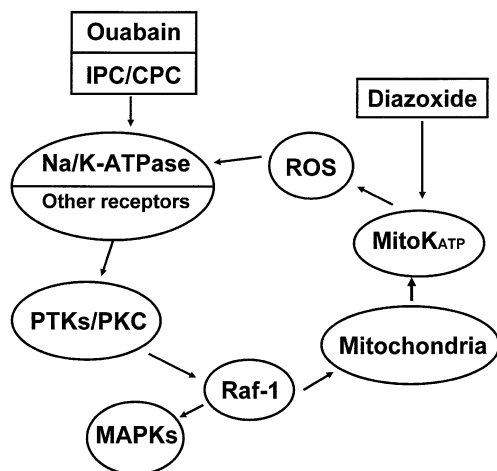 Ouabain
IPC/CPC
Diazoxide
Na/K-ATPase
Other receptors
ROS
MitoKATP
PTKs/PKC
Mitochondria
Raf-1
MAPKs